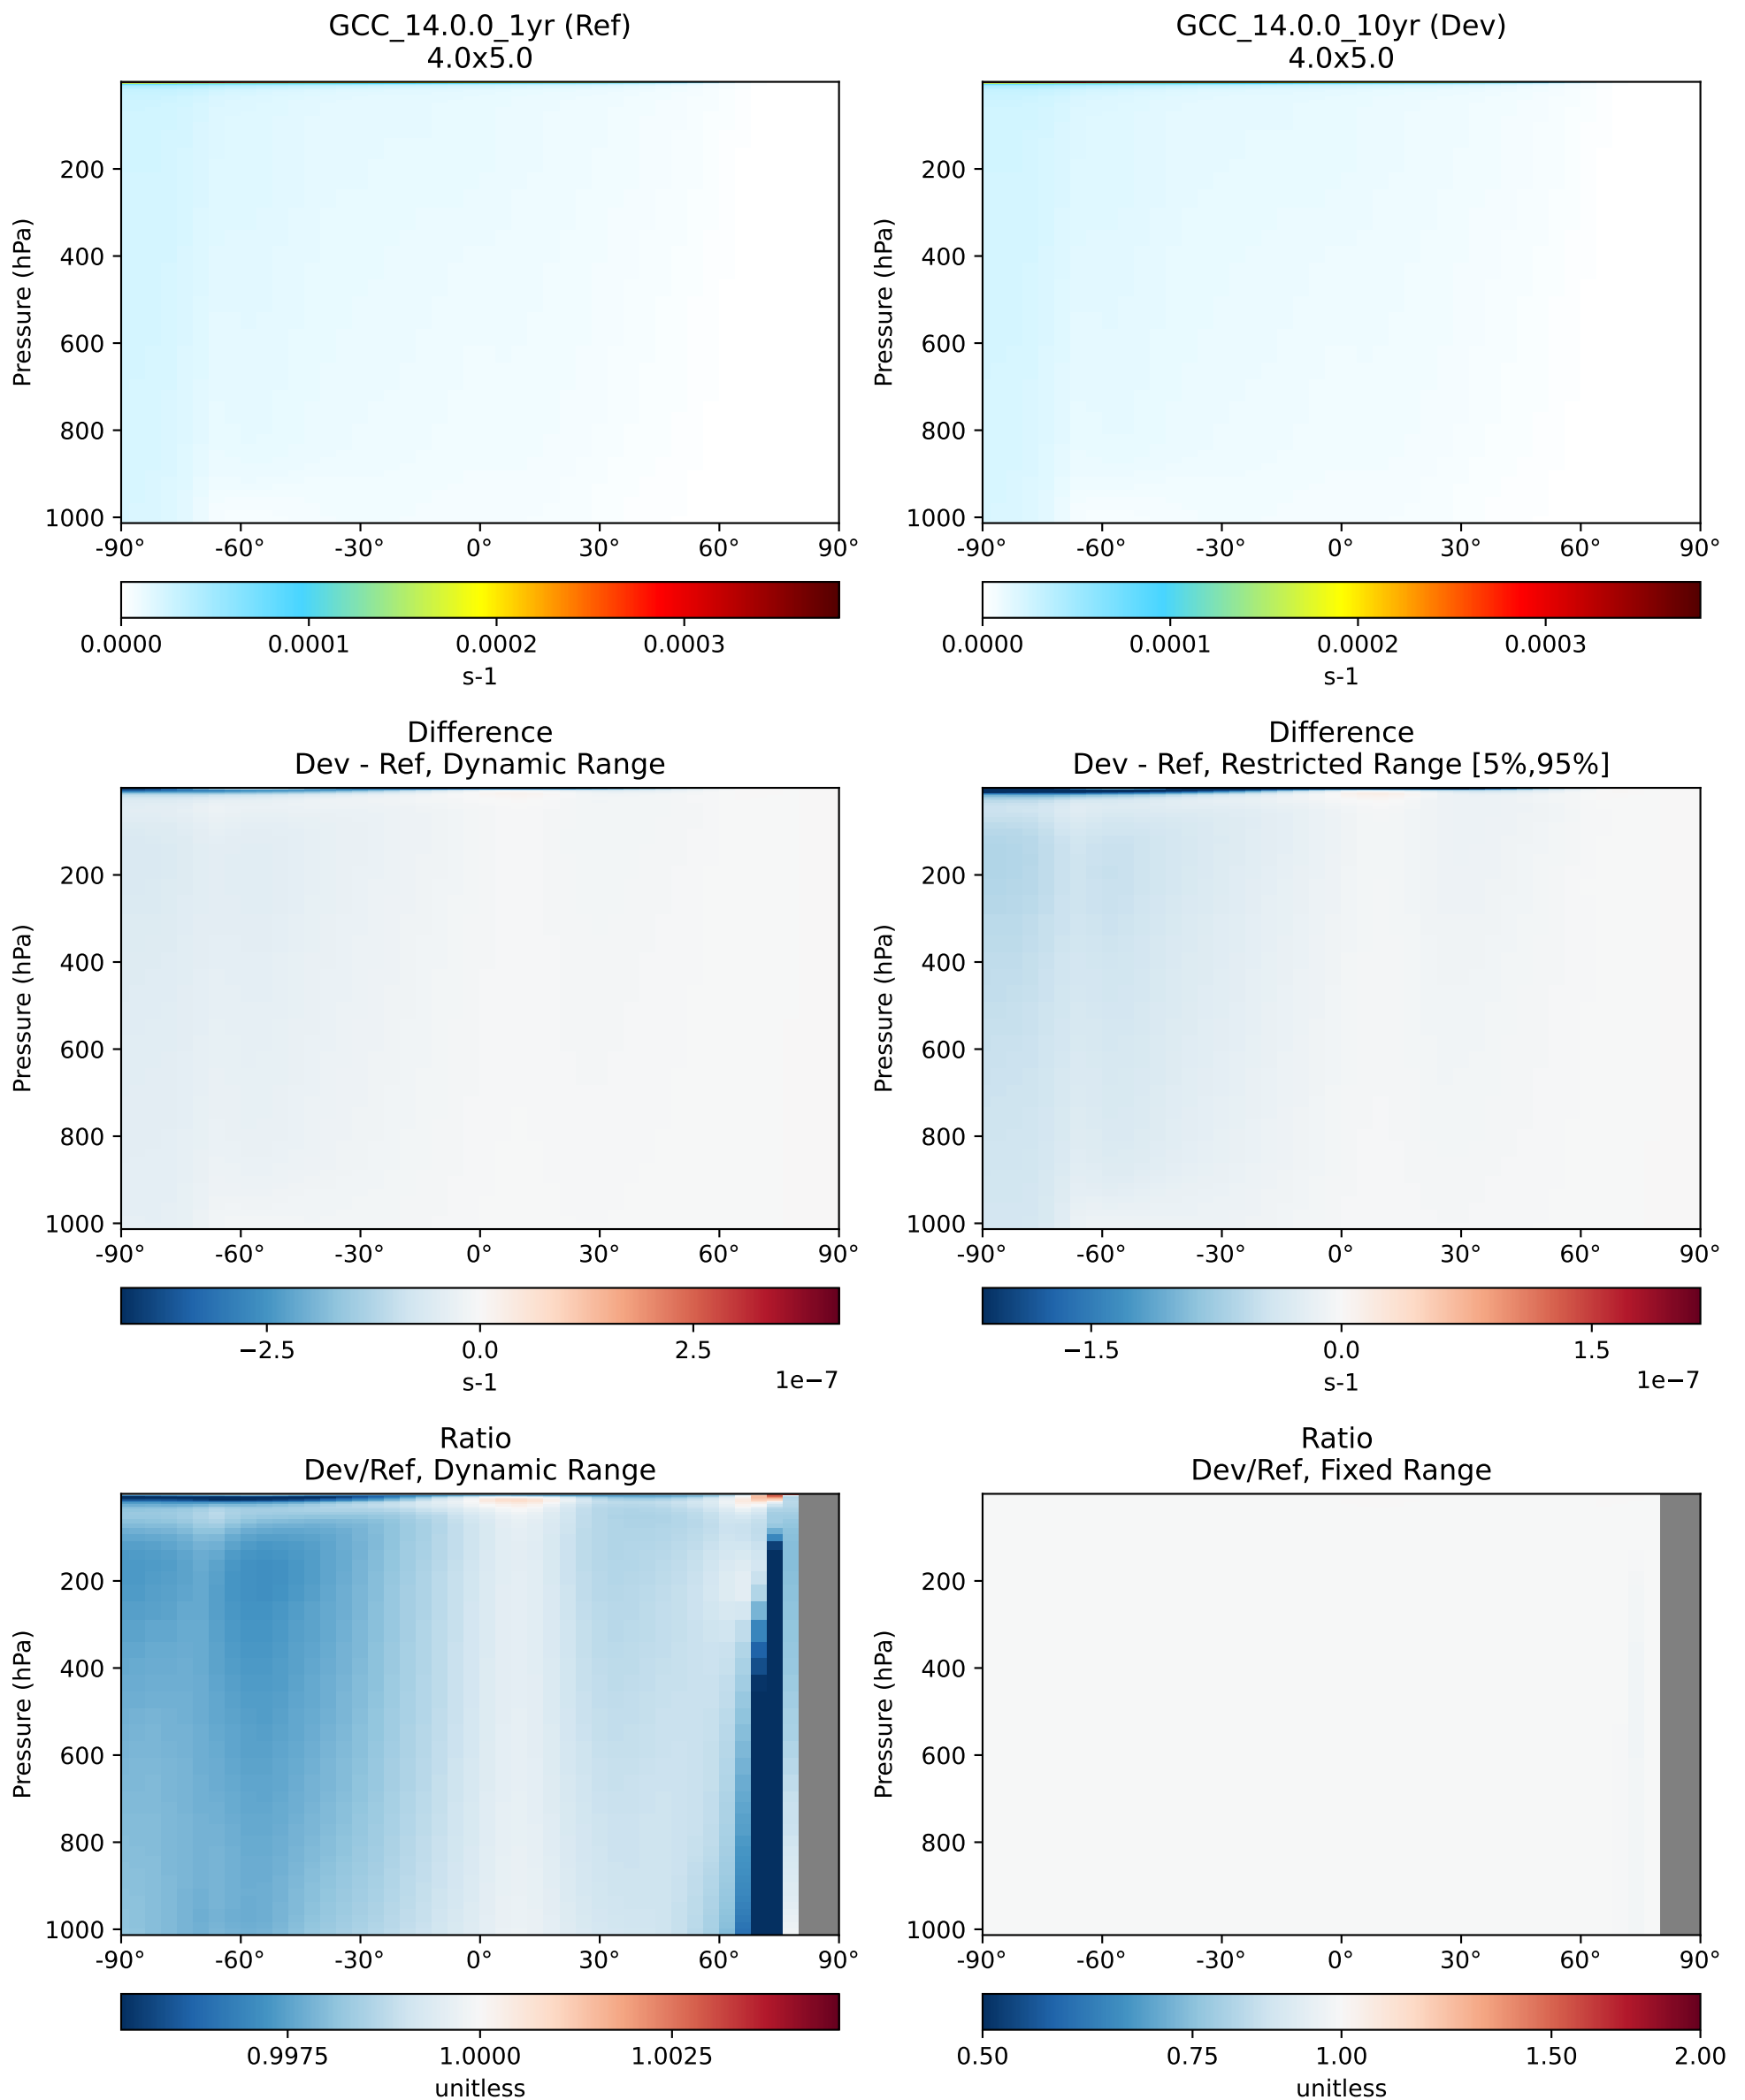 GCC_14.0.0_1yr (Ref)
4.0x5.0
Pressure (hPa)
200
400
600
800
1000
-90° -60° -30° 0° 30° 60° 90°
0.0000 0.0001 0.0002 0.0003
s-1
GCC_14.0.0_10yr (Dev)
4.0x5.0
Pressure (hPa)
200
400
600
800
1000
-90° -60° -30° 0° 30° 60° 90°
0.0000 0.0001 0.0002 0.0003
s-1
Difference
Dev - Ref, Dynamic Range
Pressure (hPa)
200
400
600
800
1000
-90° -60° -30° 0° 30° 60° 90°
−2.5 0.0 2.5
s-1
1e−7
Difference
Dev - Ref, Restricted Range [5%,95%]
Pressure (hPa)
200
400
600
800
1000
-90° -60° -30° 0° 30° 60° 90°
−1.5 0.0 1.5
s-1
1e−7
Ratio
Dev/Ref, Dynamic Range
Pressure (hPa)
200
400
600
800
1000
-90° -60° -30° 0° 30° 60° 90°
0.9975 1.0000 1.0025
unitless
Ratio
Dev/Ref, Fixed Range
Pressure (hPa)
200
400
600
800
1000
-90° -60° -30° 0° 30° 60° 90°
0.50 0.75 1.00 1.50 2.00
unitless